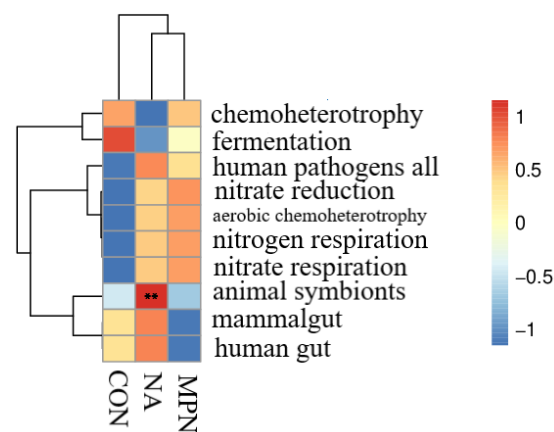 chemoheterotrophy
fermentation
human pathogens all
nitrate reduction
aerobic chemoheterotrophy
nitrogen respiration
nitrate respiration
** animal symbionts
mammalgut
human gut
CON NA MPN
1
0.5
0
−0.5
−1